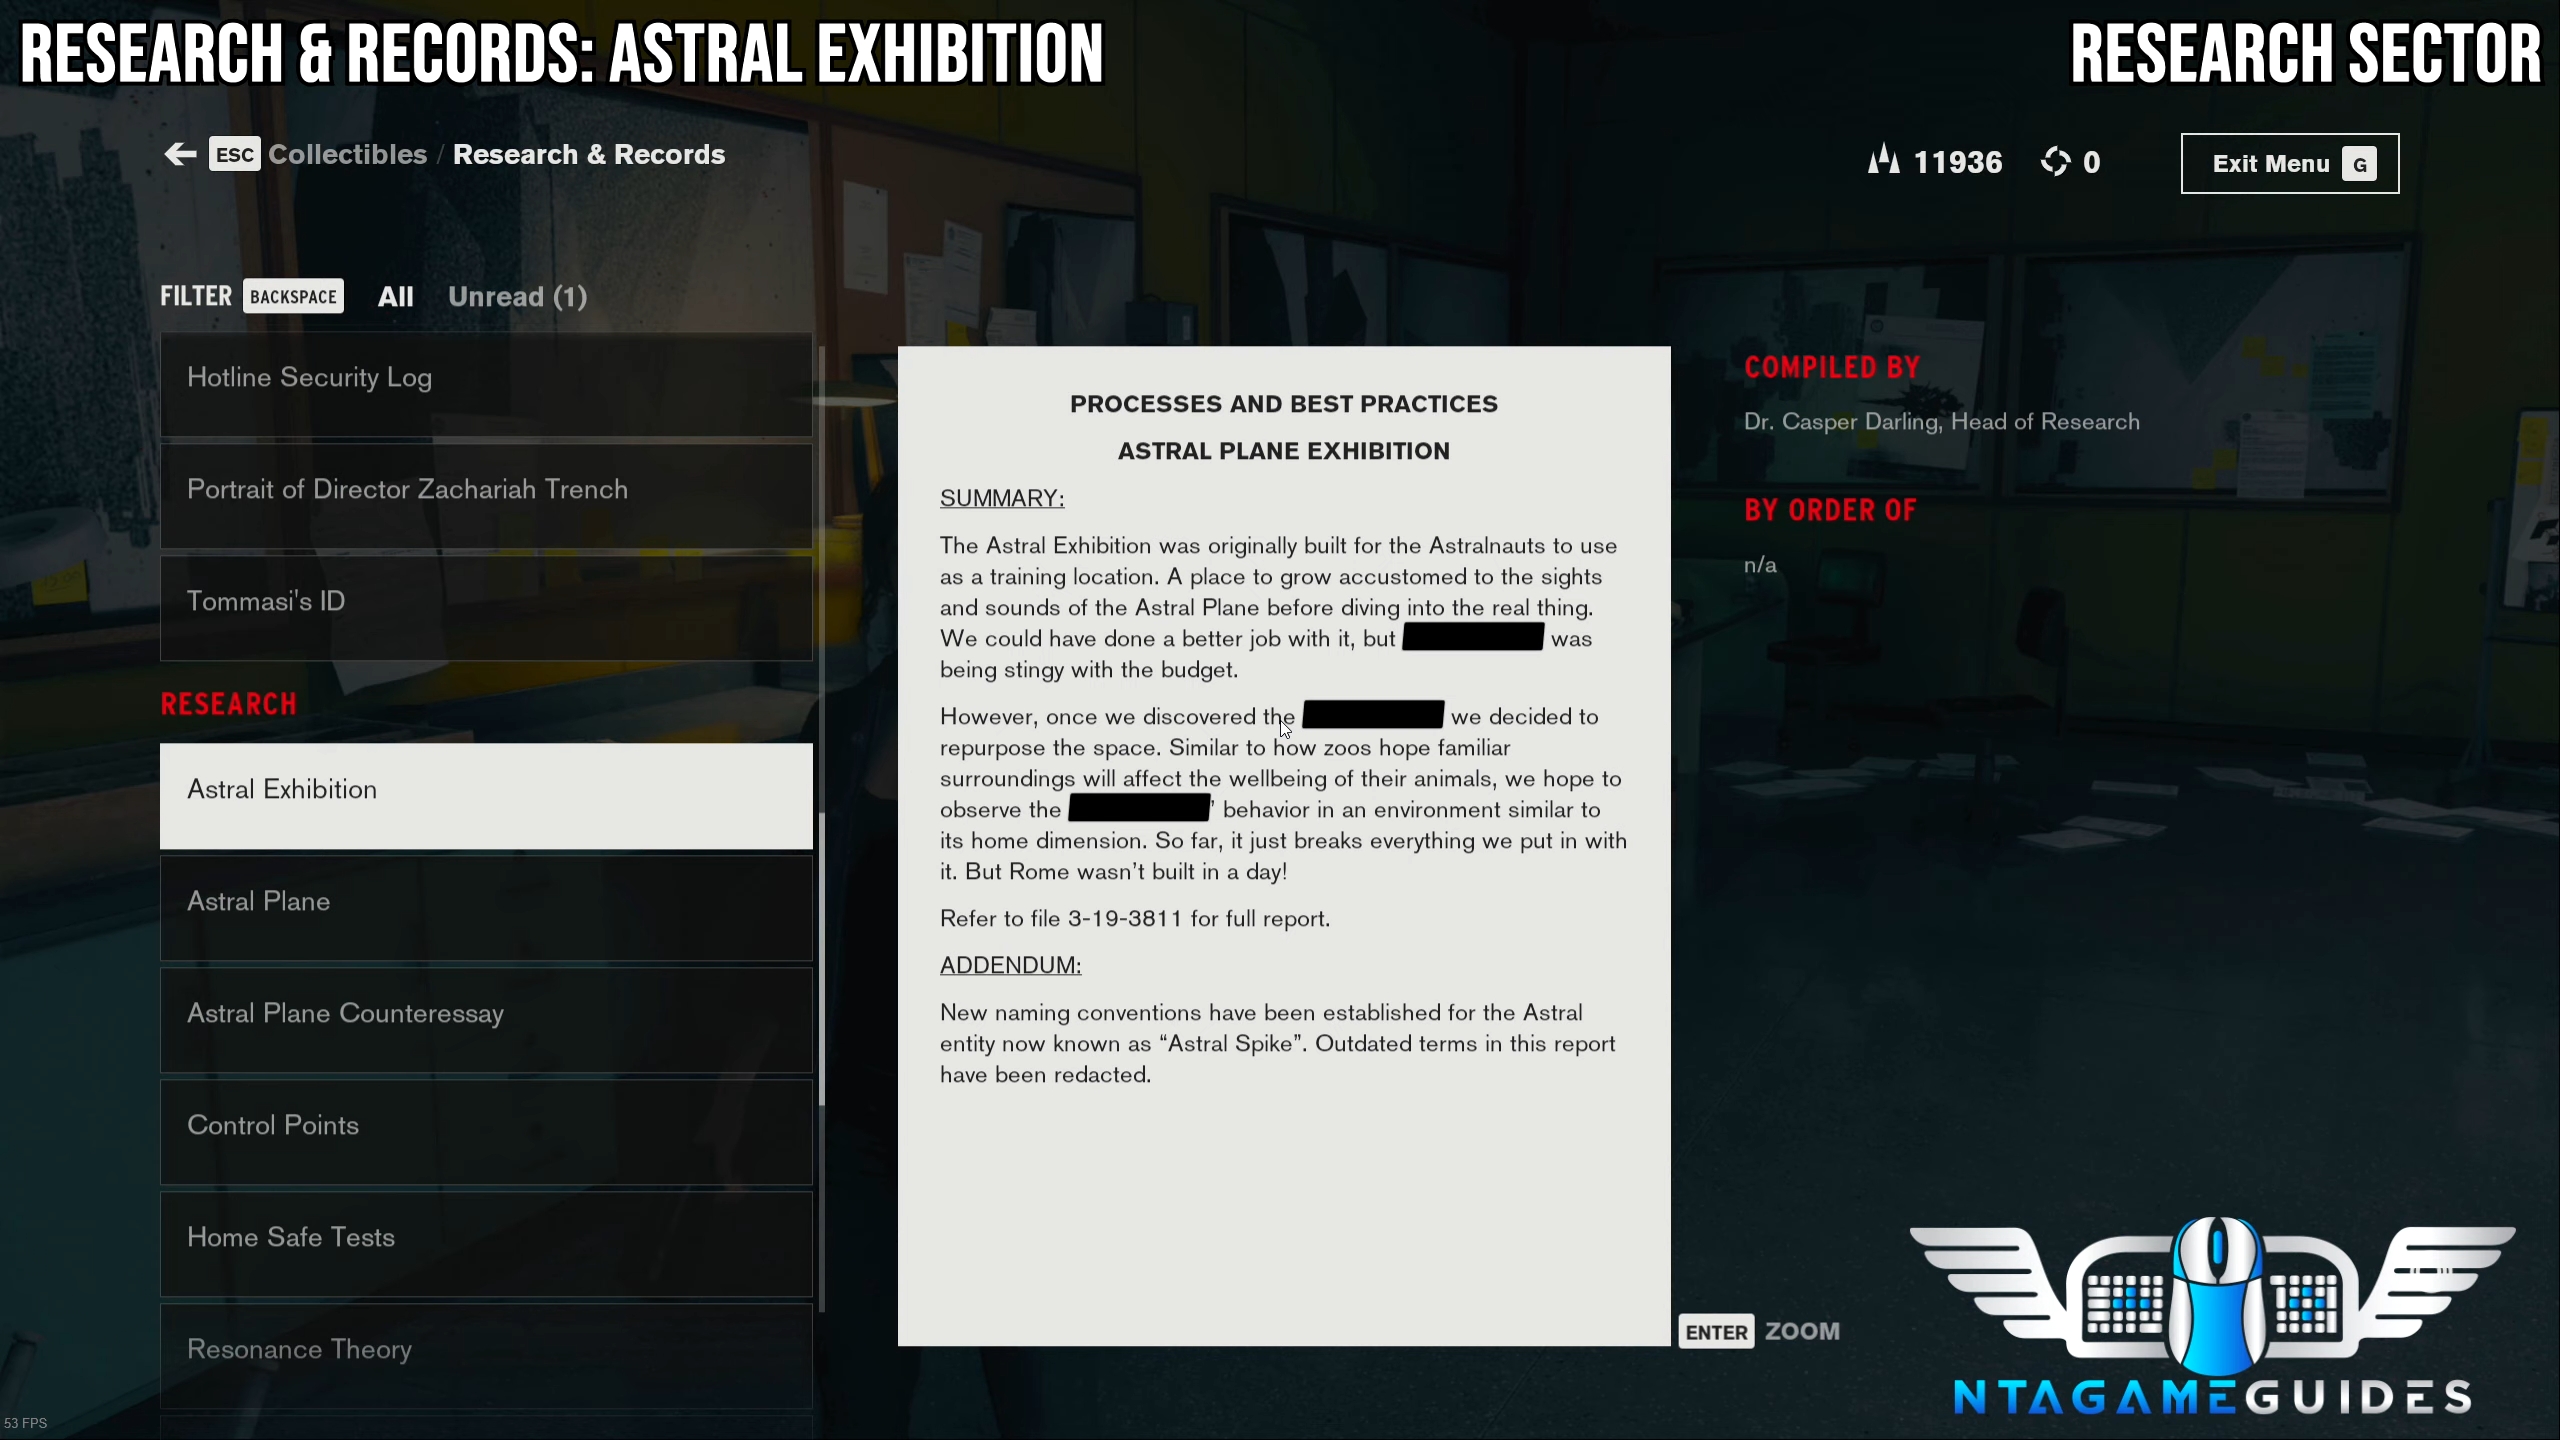 RESEARCH & RECORDS: ASTRAL EXHIBITION
RESEARCH SECTOR
ESC Collectibles / Research & Records
11936
0
Exit Menu G
FILTER BACKSPACE All Unread (1)
Hotline Security Log
Portrait of Director Zachariah Trench
Tommasi's ID
RESEARCH
Astral Exhibition
Astral Plane
Astral Plane Counteressay
Control Points
Home Safe Tests
Resonance Theory
PROCESSES AND BEST PRACTICES
ASTRAL PLANE EXHIBITION
SUMMARY:
The Astral Exhibition was originally built for the Astralnauts to use
as a training location. A place to grow accustomed to the sights
and sounds of the Astral Plane before diving into the real thing.
We could have done a better job with it, but was
being stingy with the budget.
However, once we discovered the we decided to
repurpose the space. Similar to how zoos hope familiar
surroundings will affect the wellbeing of their animals, we hope to
observe the ' behavior in an environment similar to
its home dimension. So far, it just breaks everything we put in with
it. But Rome wasn't built in a day!
Refer to file 3-19-3811 for full report.
ADDENDUM:
New naming conventions have been established for the Astral
entity now known as “Astral Spike”. Outdated terms in this report
have been redacted.
COMPILED BY
Dr. Casper Darling, Head of Research
BY ORDER OF
n/a
ENTER ZOOM
NTAGAMEGUIDES
53 FPS